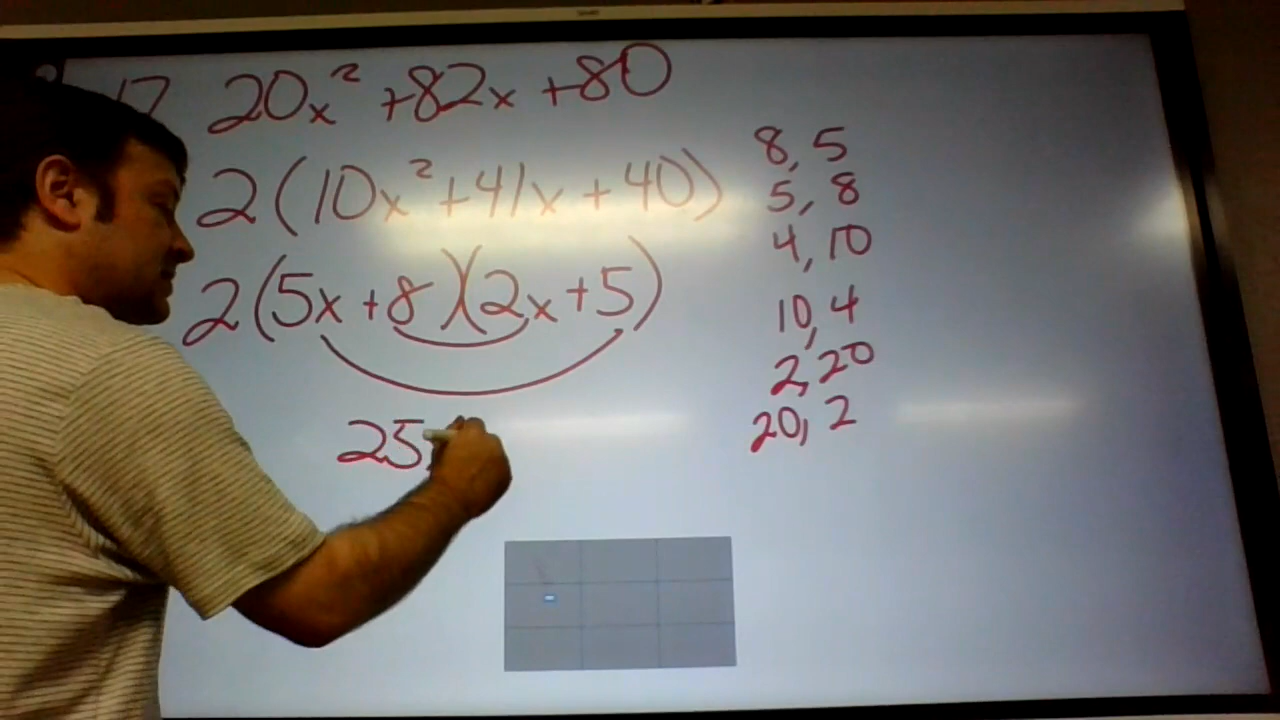 17 20x² +82x +80
2(10x² +41x + 40)
2(5x +8)(2x +5)
25
8, 5
5, 8
4, 10
10, 4
2, 20
20, 2